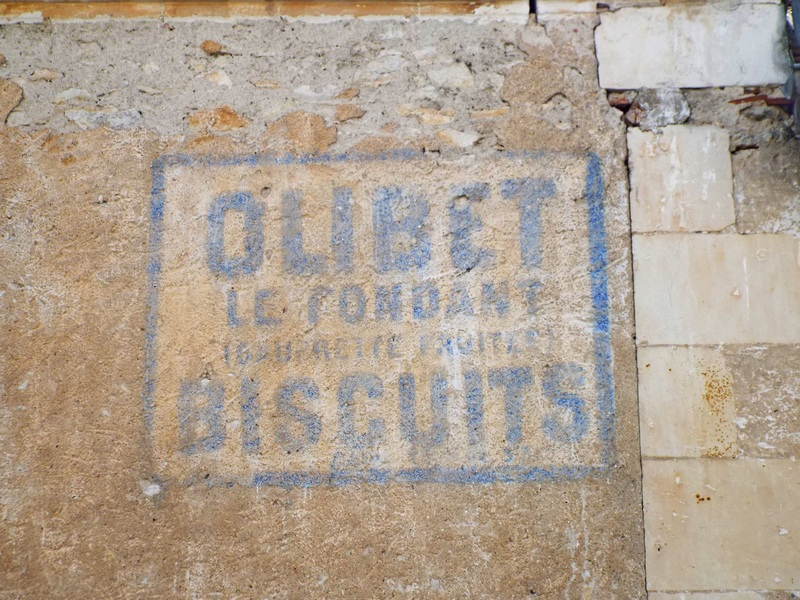 OLIBET
LE FONDANT
(GAUFRETTE FRUITÉE)
BISCUITS